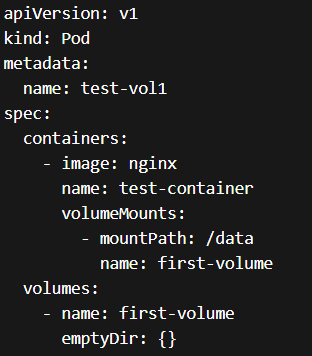 apiVersion: v1
kind: Pod
metadata:
  name: test-vol1
spec:
  containers:
    - image: nginx
      name: test-container
      volumeMounts:
        - mountPath: /data
          name: first-volume
  volumes:
    - name: first-volume
      emptyDir: {}